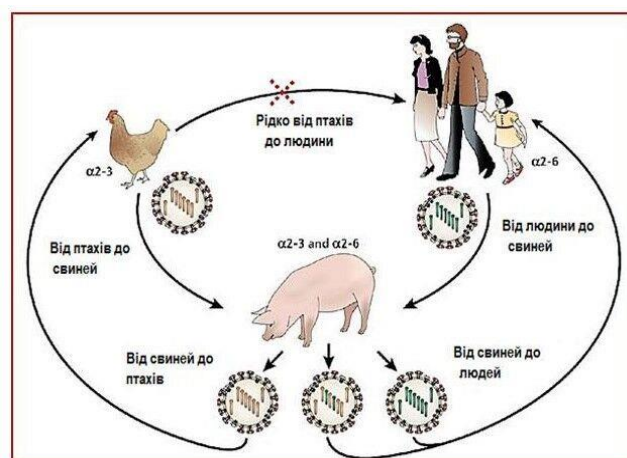 Рідко від птахів
до людини
α2-3
α2-6
Від птахів до
свиней
α2-3 and α2-6
Від людини до
свиней
Від свиней до
птахів
Від свиней до
людей